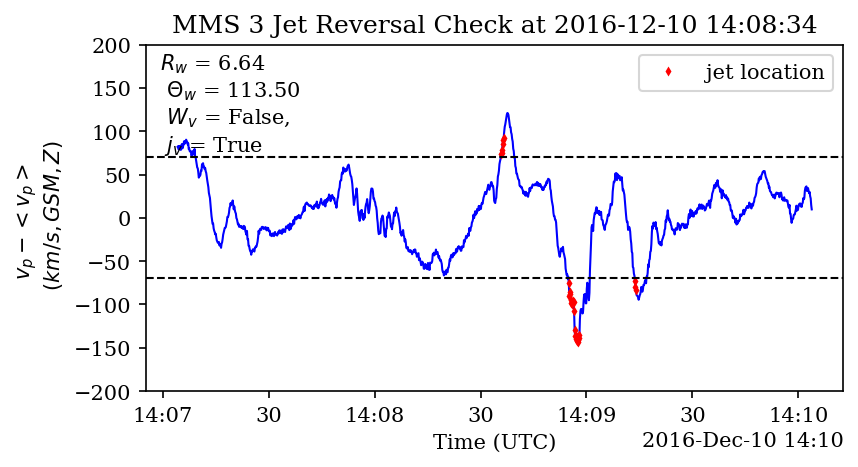 MMS 3 Jet Reversal Check at 2016-12-10 14:08:34
R_w = 6.64
Θ_w = 113.50
W_v = False,
j_v = True
jet location
v_p − < v_p >
(km/s, GSM, Z)
200
150
100
50
0
−50
−100
−150
−200
14:07
30
14:08
30
14:09
30
14:10
Time (UTC)
2016-Dec-10 14:10